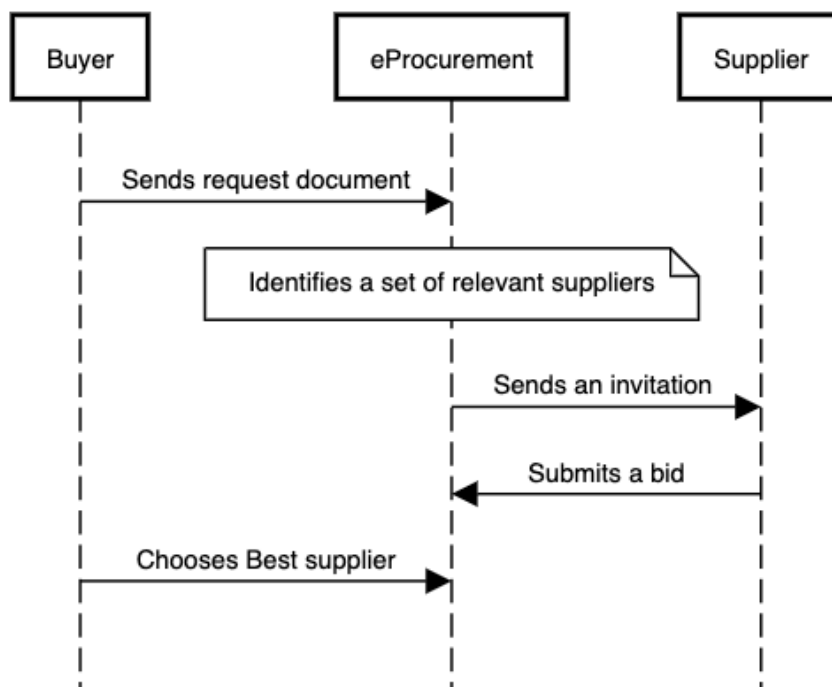 Buyer
eProcurement
Supplier
Sends request document
Identifies a set of relevant suppliers
Sends an invitation
Submits a bid
Chooses Best supplier